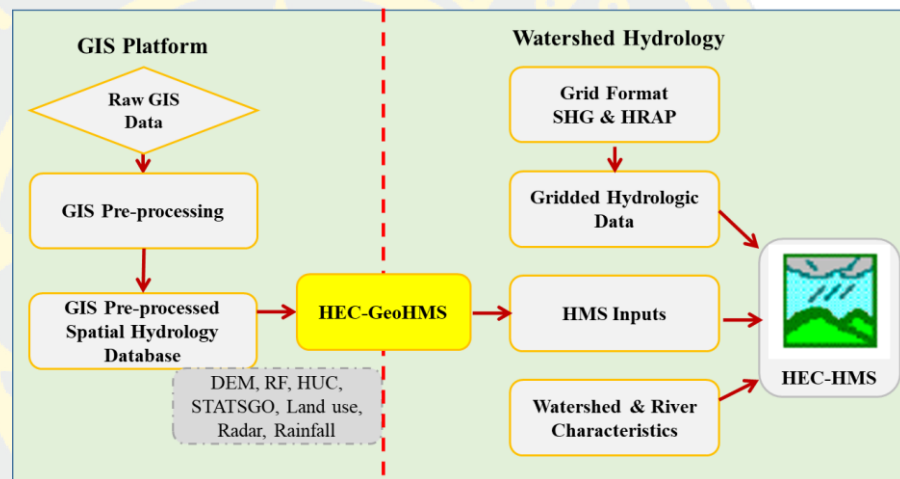 GIS Platform
Raw GIS
Data
GIS Pre-processing
GIS Pre-processed
Spatial Hydrology
Database
DEM, RF, HUC,
STATSGO, Land use,
Radar, Rainfall
HEC-GeoHMS
Watershed Hydrology
Grid Format
SHG & HRAP
Gridded Hydrologic
Data
HMS Inputs
Watershed & River
Characteristics
HEC-HMS